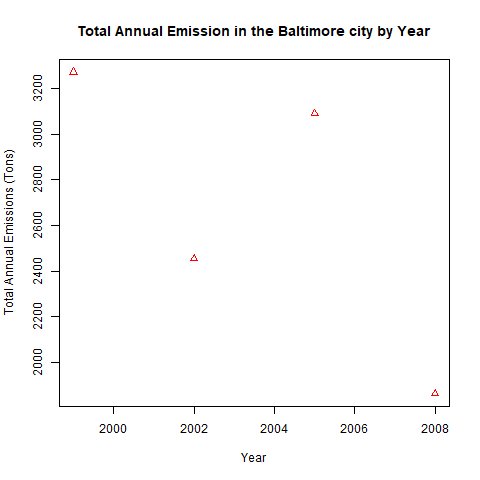 Total Annual Emission in the Baltimore city by Year
Total Annual Emissions (Tons)
3200
3000
2800
2600
2400
2200
2000
2000 2002 2004 2006 2008
Year